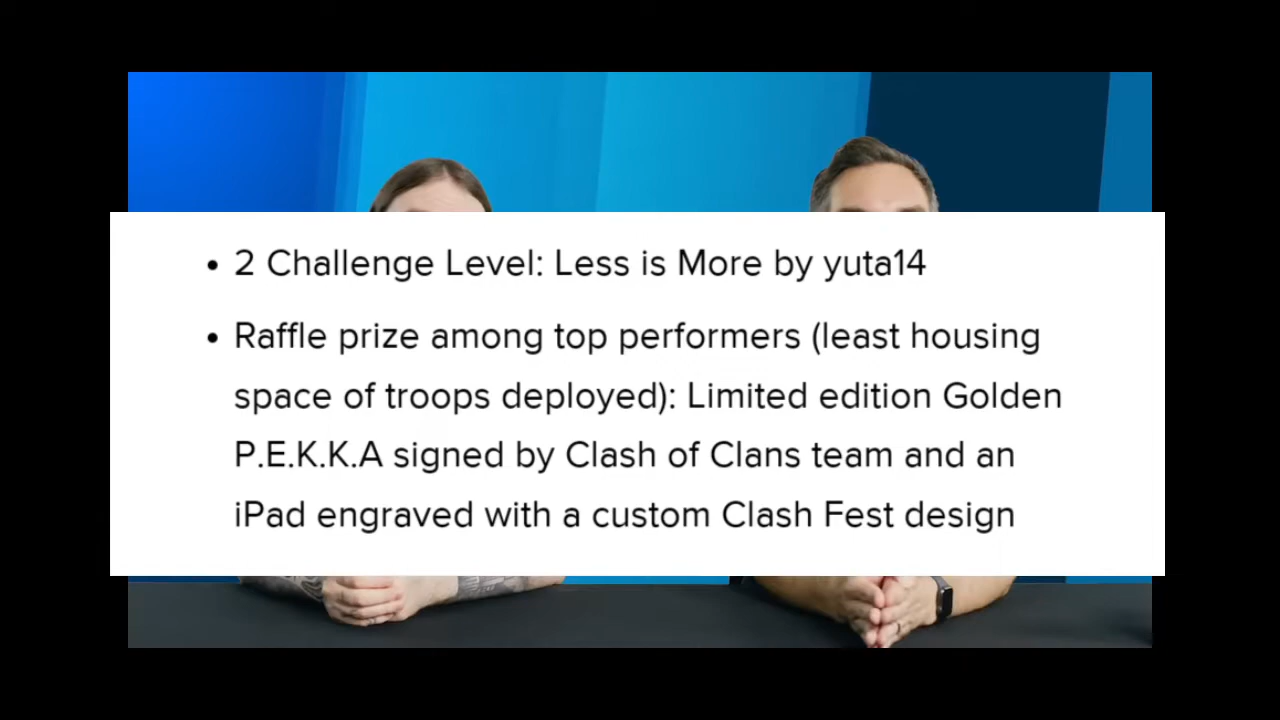 • 2 Challenge Level: Less is More by yuta14
• Raffle prize among top performers (least housing
space of troops deployed): Limited edition Golden
P.E.K.K.A signed by Clash of Clans team and an
iPad engraved with a custom Clash Fest design